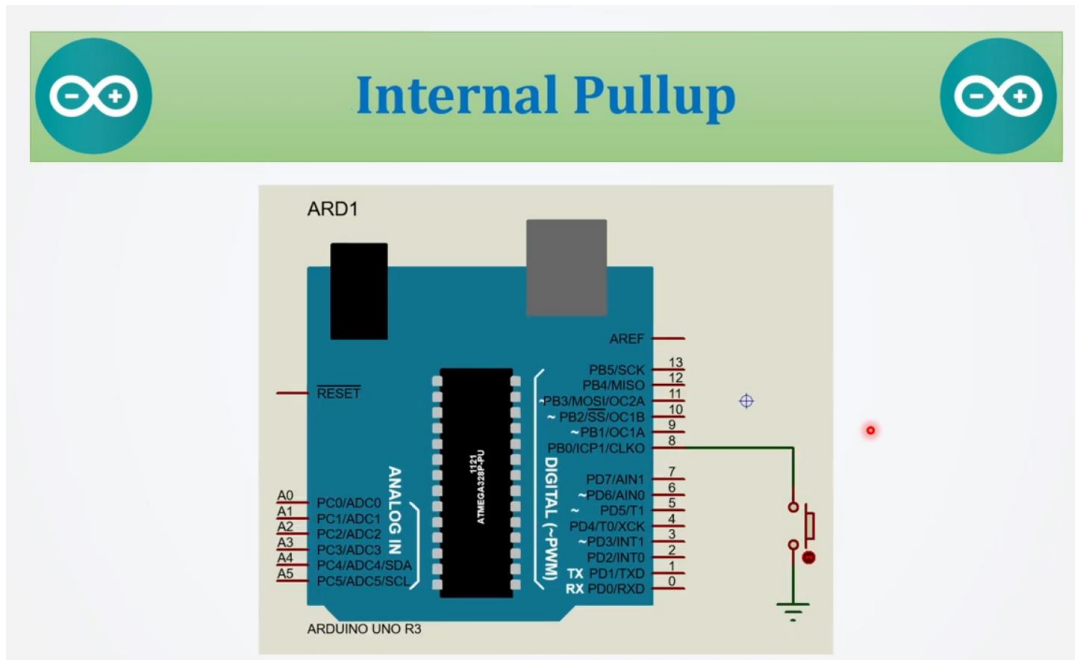 Internal Pullup
ARD1
AREF
PB5/SCK 13
PB4/MISO 12
~PB3/MOSI/OC2A 11
~ PB2/SS/OC1B 10
~PB1/OC1A 9
PB0/ICP1/CLKO 8
PD7/AIN1 7
~PD6/AIN0 6
~ PD5/T1 5
PD4/T0/XCK 4
~PD3/INT1 3
PD2/INT0 2
TX PD1/TXD 1
RX PD0/RXD 0
RESET
A0 PC0/ADC0
A1 PC1/ADC1
A2 PC2/ADC2
A3 PC3/ADC3
A4 PC4/ADC4/SDA
A5 PC5/ADC5/SCL
ANALOG IN
1121
ATMEGA328P-PU
DIGITAL (~PWM)
ARDUINO UNO R3